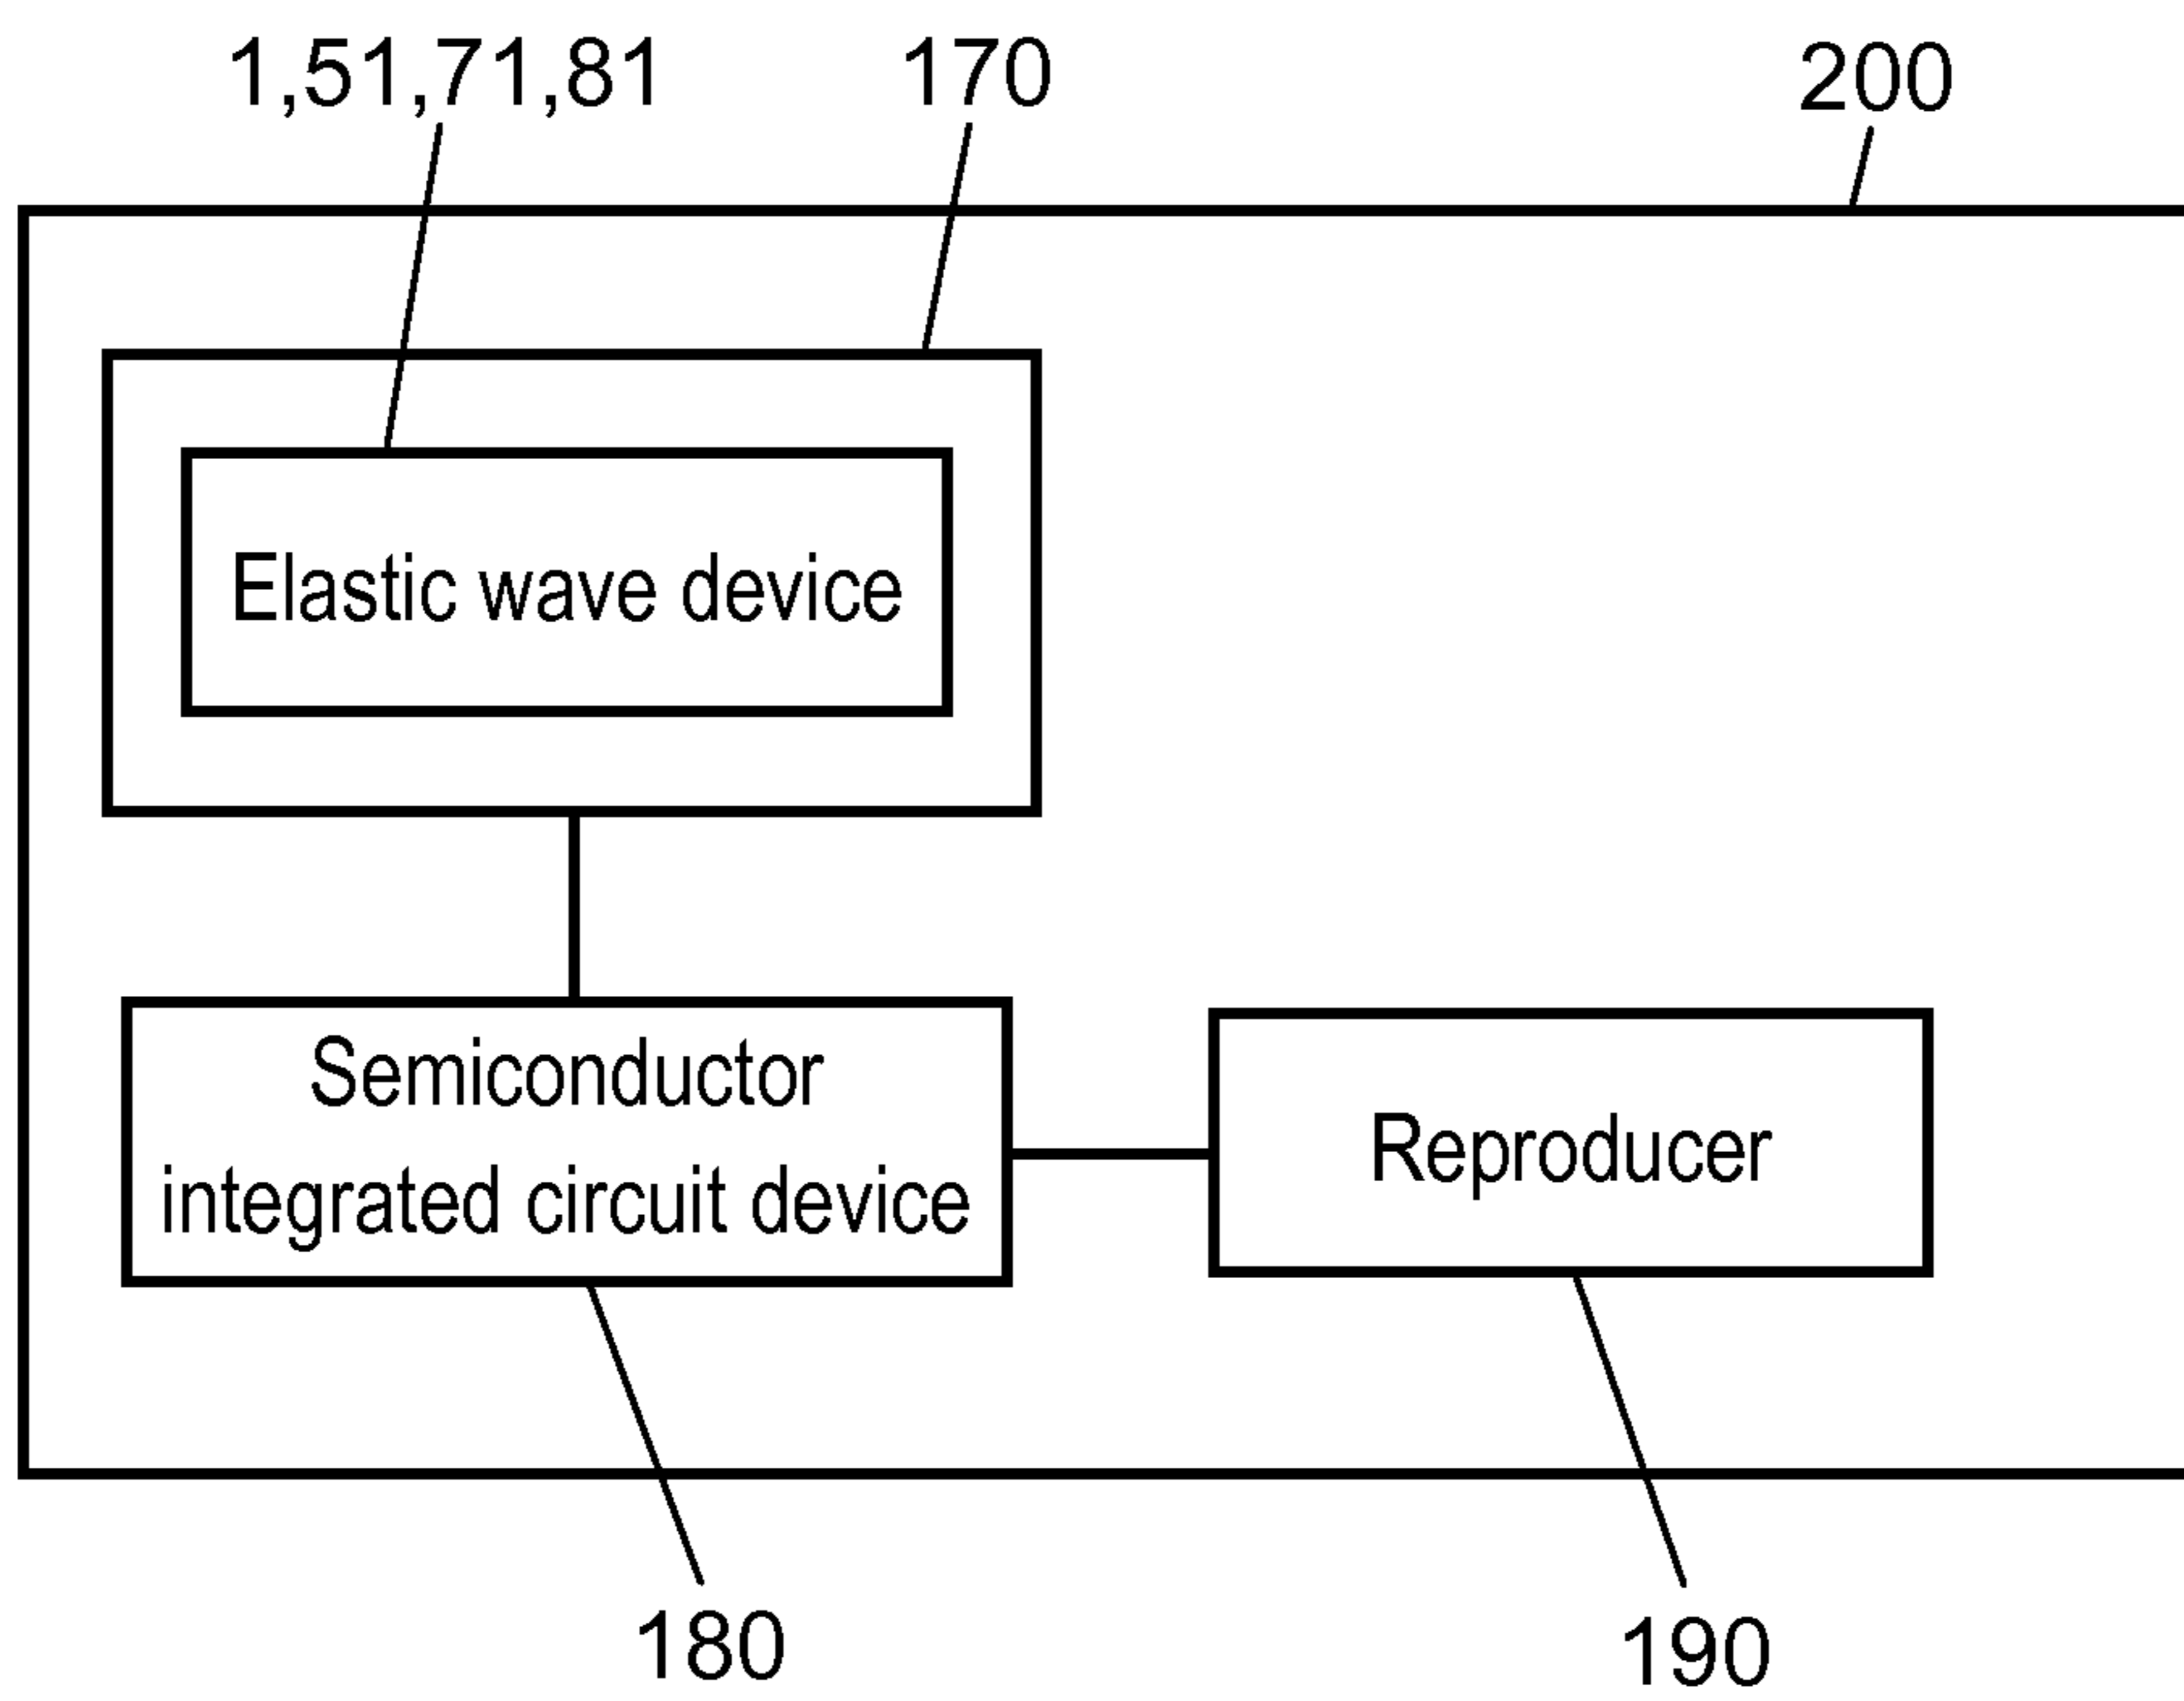 1,51,71,81 170 200
Elastic wave device
Semiconductor
integrated circuit device
Reproducer
180 190